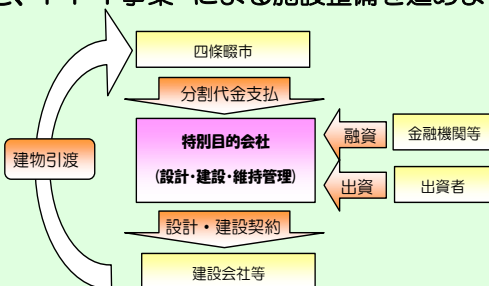 四條畷市
分割代金支払
特別目的会社
(設計・建設・維持管理)
融資
金融機関等
出資
出資者
建物引渡
設計・建設契約
建設会社等